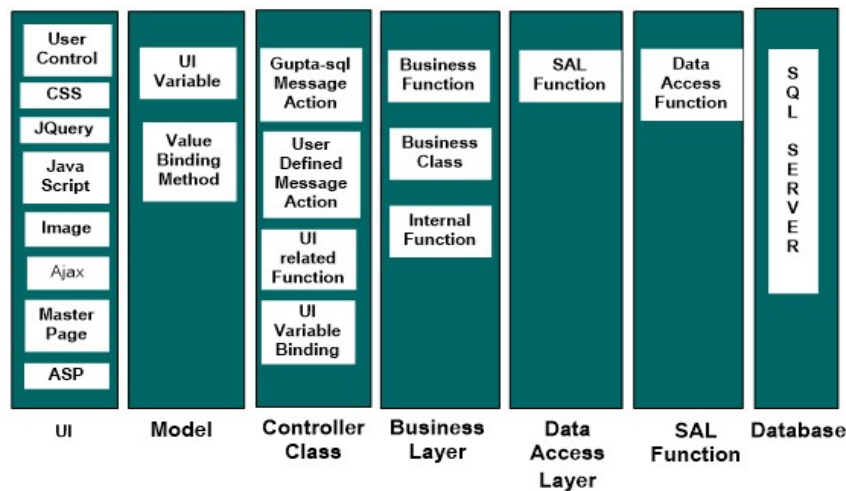 User
Control
CSS
JQuery
Java
Script
Image
Ajax
Master
Page
ASP
UI
UI
Variable
Value
Binding
Method
Model
Gupta-sql
Message
Action
User
Defined
Message
Action
UI
related
Function
UI
Variable
Binding
Controller
Class
Business
Function
Business
Class
Internal
Function
Business
Layer
SAL
Function
Data
Access
Layer
Data
Access
Function
SAL
Function
S
Q
L
S
E
R
V
E
R
Database